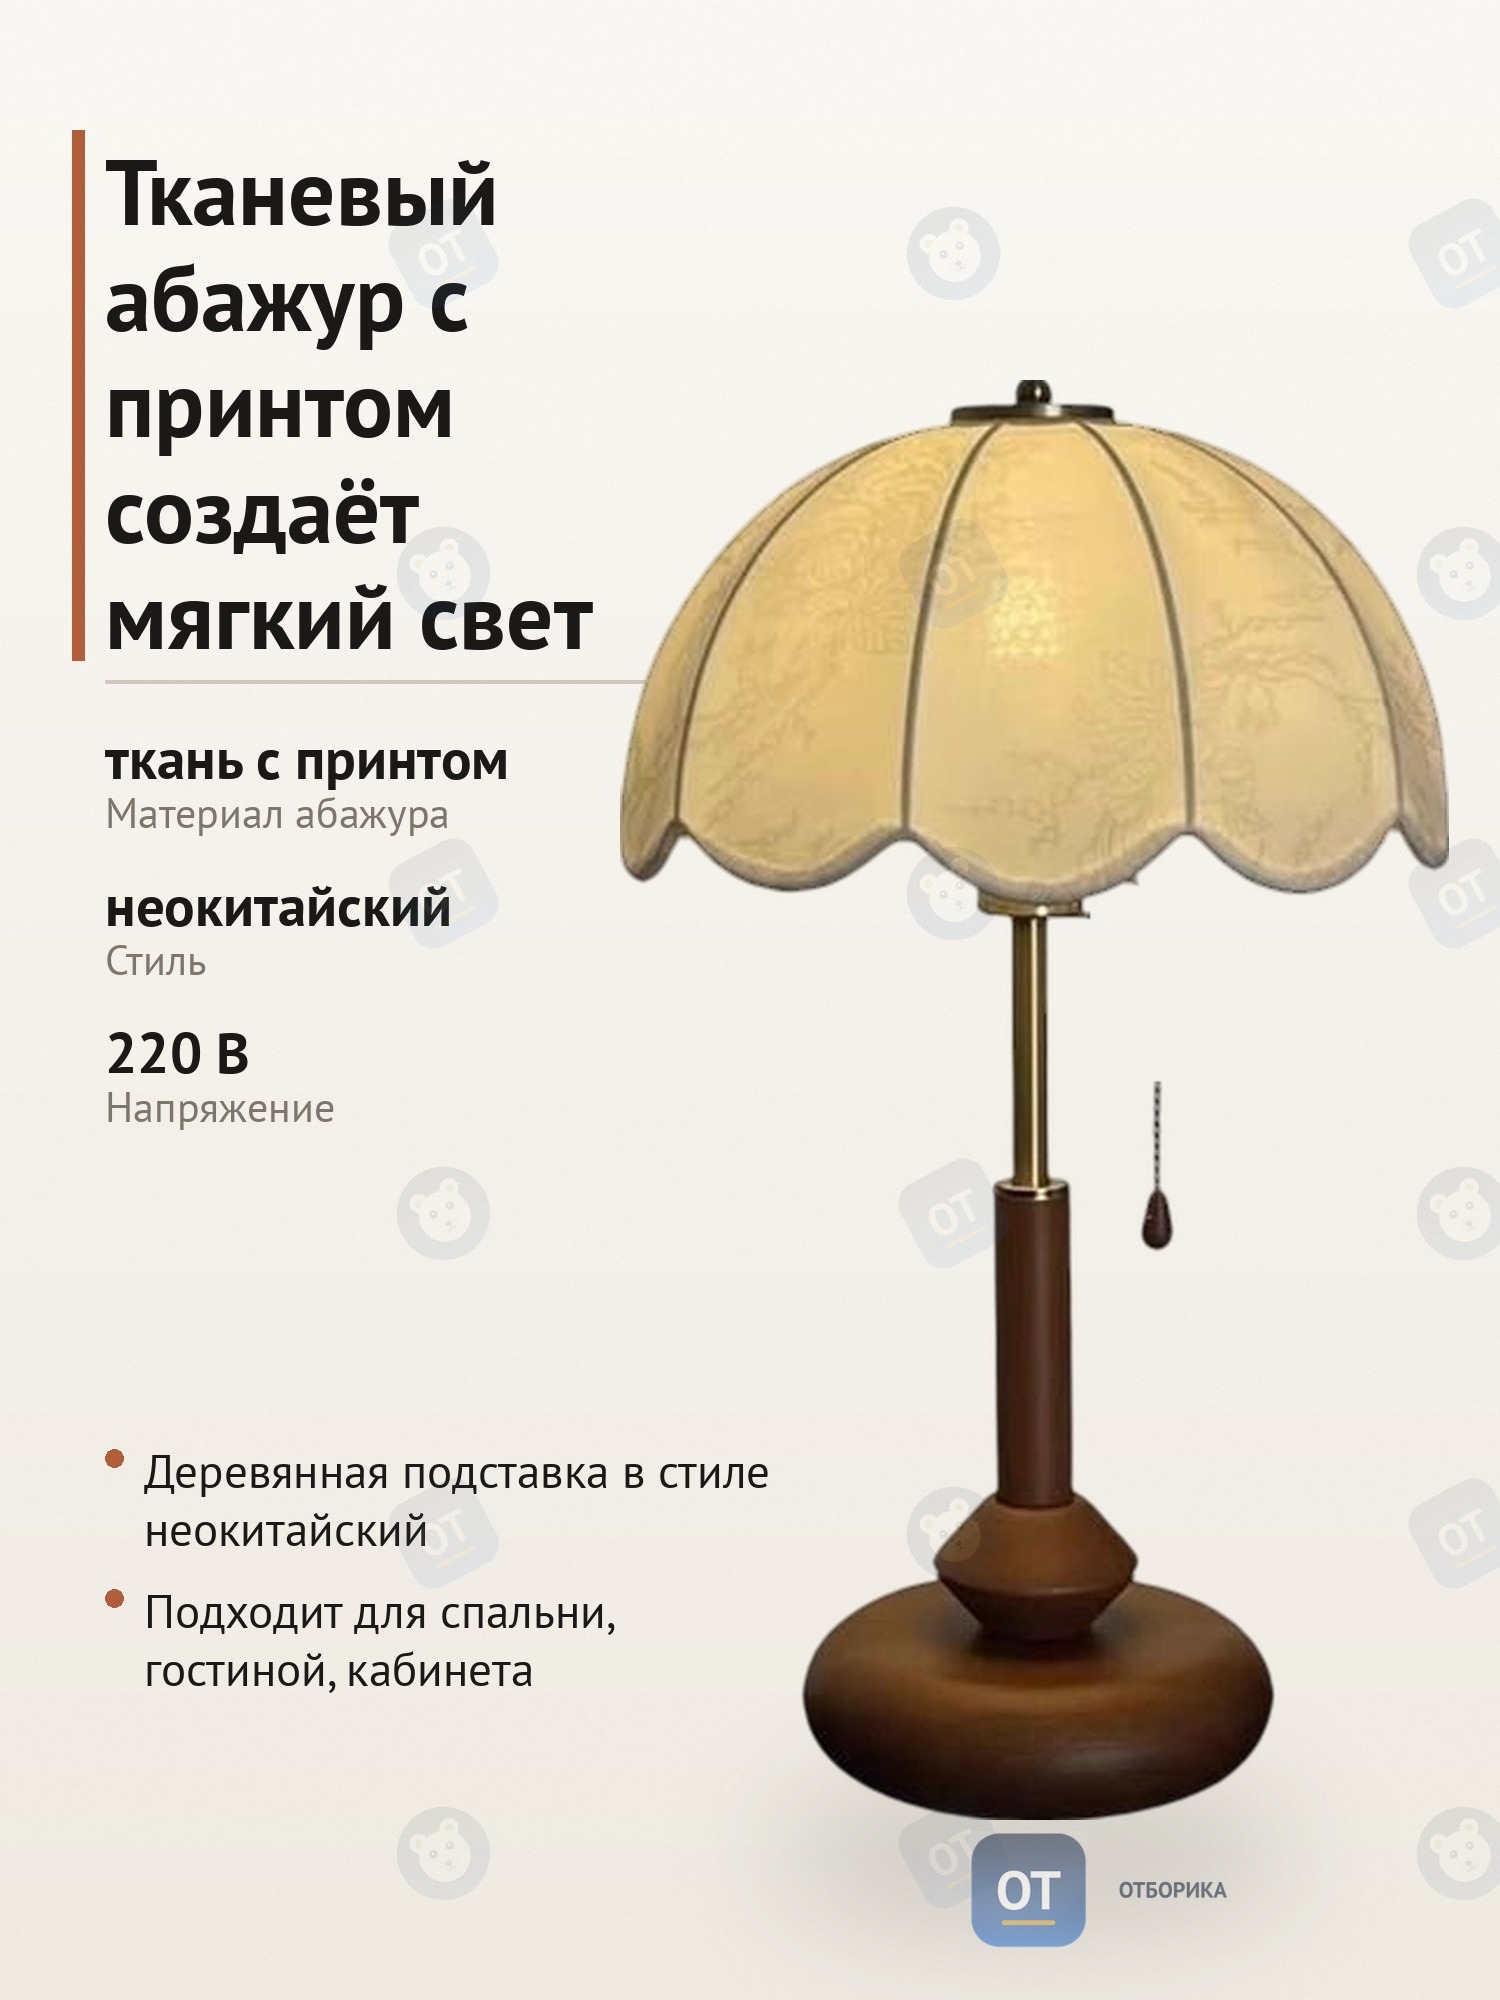 Тканевый
абажур с
принтом
создаёт
мягкий свет
ткань с принтом
Материал абажура
неокитайский
Стиль
220 В
Напряжение
Деревянная подставка в стиле
неокитайский
Подходит для спальни,
гостиной, кабинета
ОТ
ОТБОРИКА